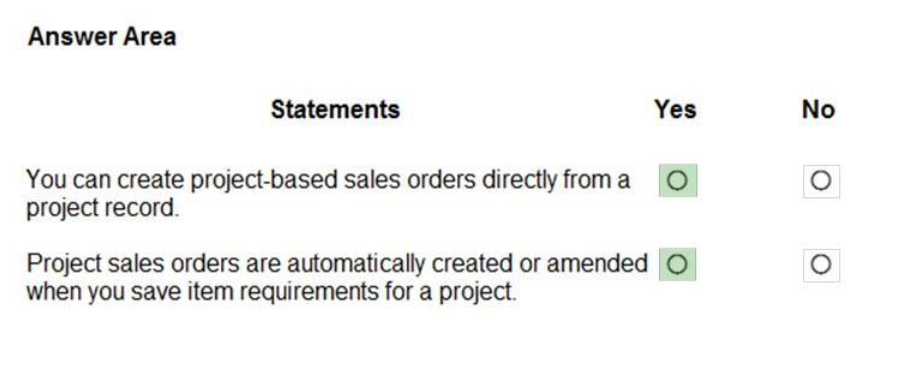 Answer Area
Statements Yes No
You can create project-based sales orders directly from a
project record.
Project sales orders are automatically created or amended
when you save item requirements for a project.